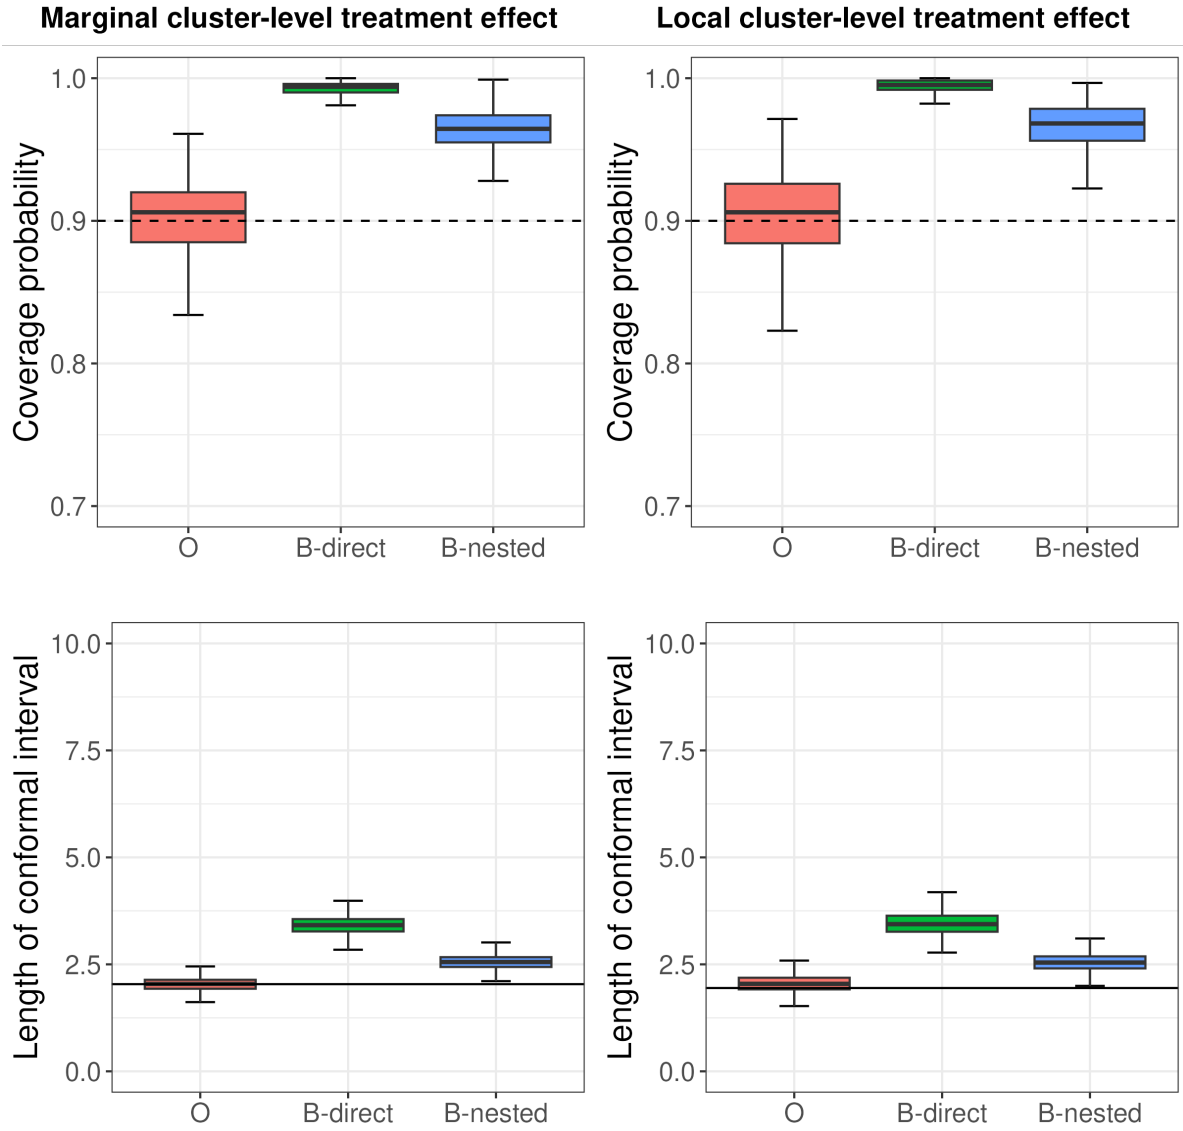 Marginal cluster-level treatment effect
Local cluster-level treatment effect
Coverage probability
1.0
0.9
0.8
0.7
O B-direct B-nested
Coverage probability
1.0
0.9
0.8
0.7
O B-direct B-nested
Length of conformal interval
10.0
7.5
5.0
2.5
0.0
O B-direct B-nested
Length of conformal interval
10.0
7.5
5.0
2.5
0.0
O B-direct B-nested